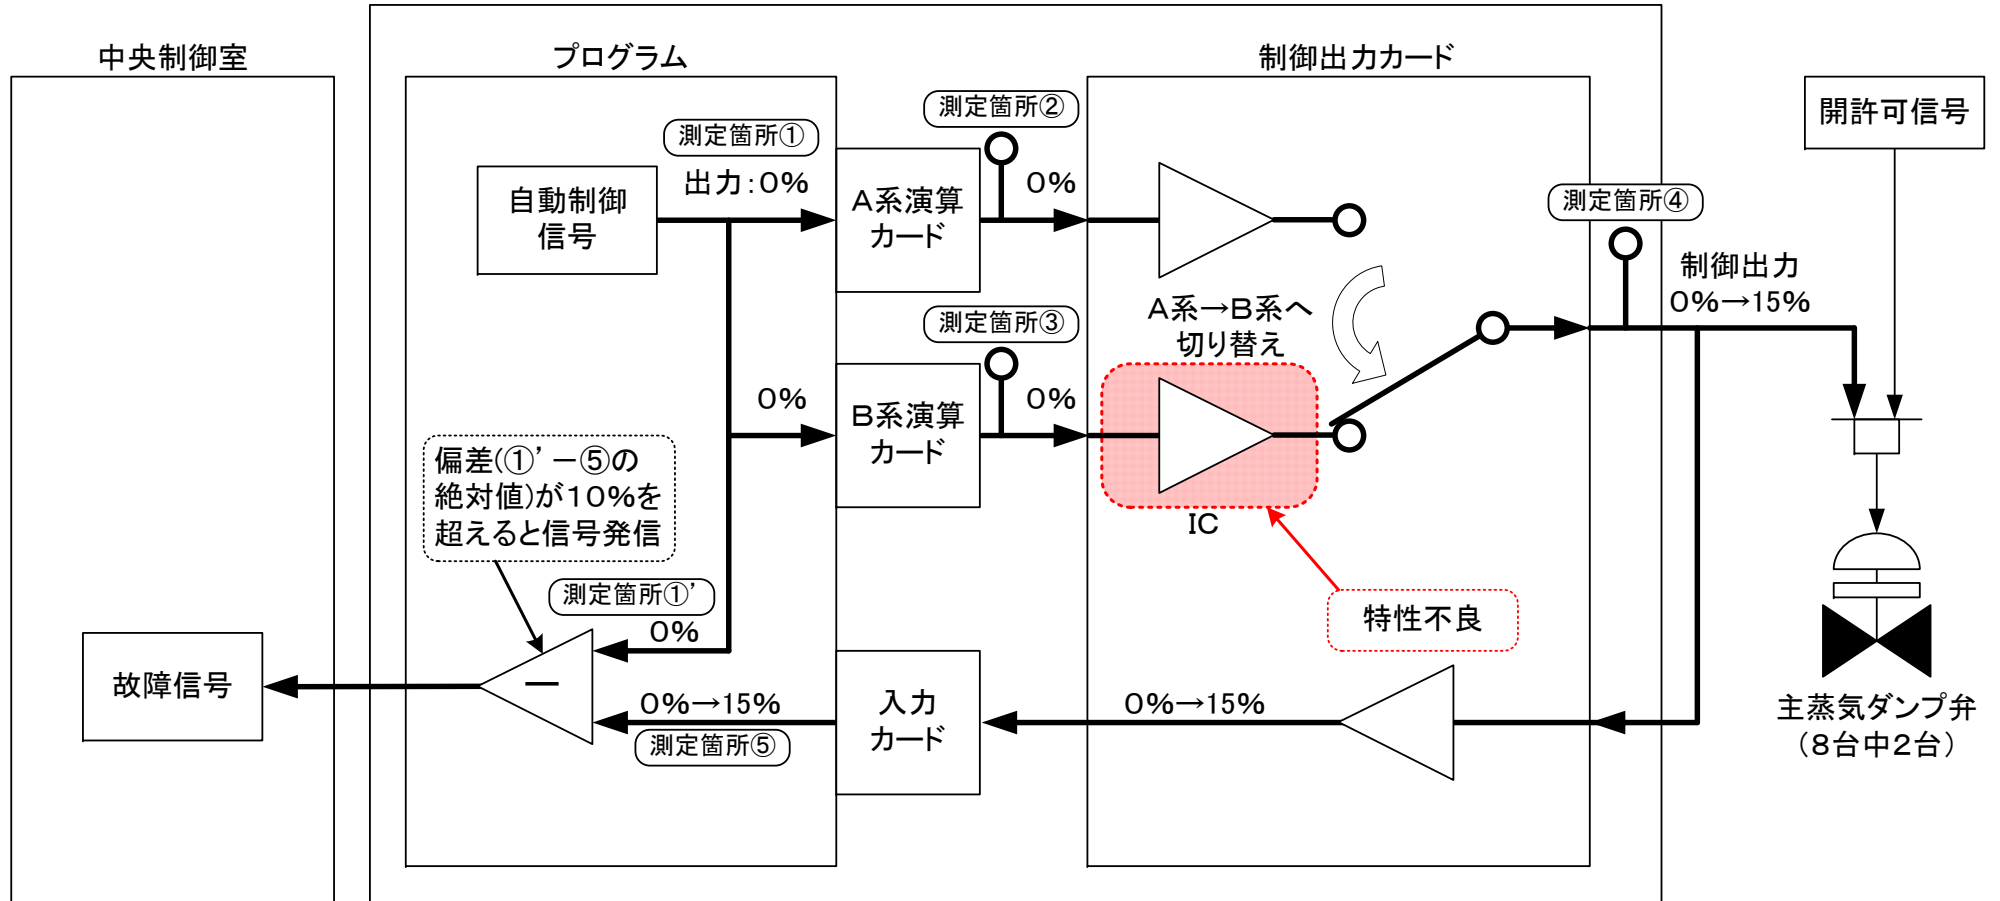 中央制御室
プログラム
制御出力カード
測定箇所①
出力：0%
自動制御
信号
A系演算
カード
測定箇所②
0%
測定箇所④
開許可信号
制御出力
0%→15%
A系→B系へ
切り替え
測定箇所③
0%
B系演算
カード
0%
IC
特性不良
偏差(①’－⑤の
絶対値)が10%を
超えると信号発信
測定箇所①’
0%
－
故障信号
0%→15%
測定箇所⑤
入力
カード
0%→15%
主蒸気ダンプ弁
（8台中2台）